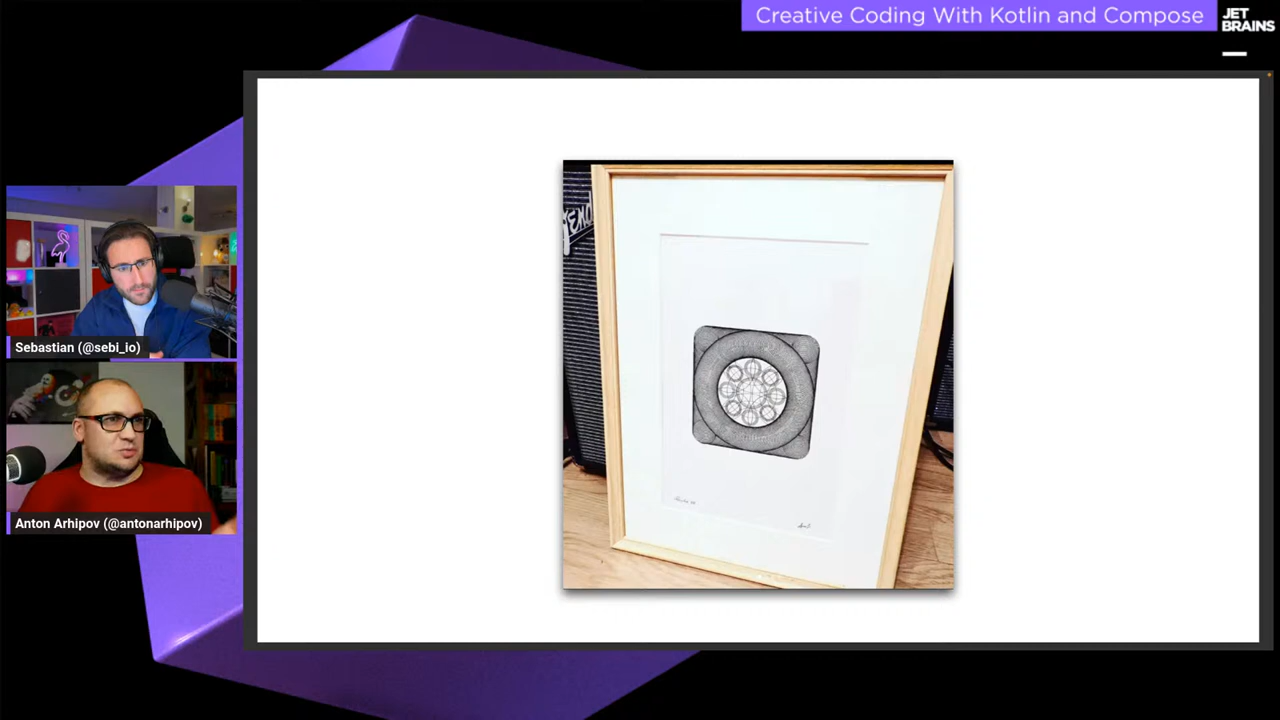 Creative Coding With Kotlin and Compose
JET
BRAINS
Sebastian (@sebi_io)
Anton Arhipov (@antonarhipov)